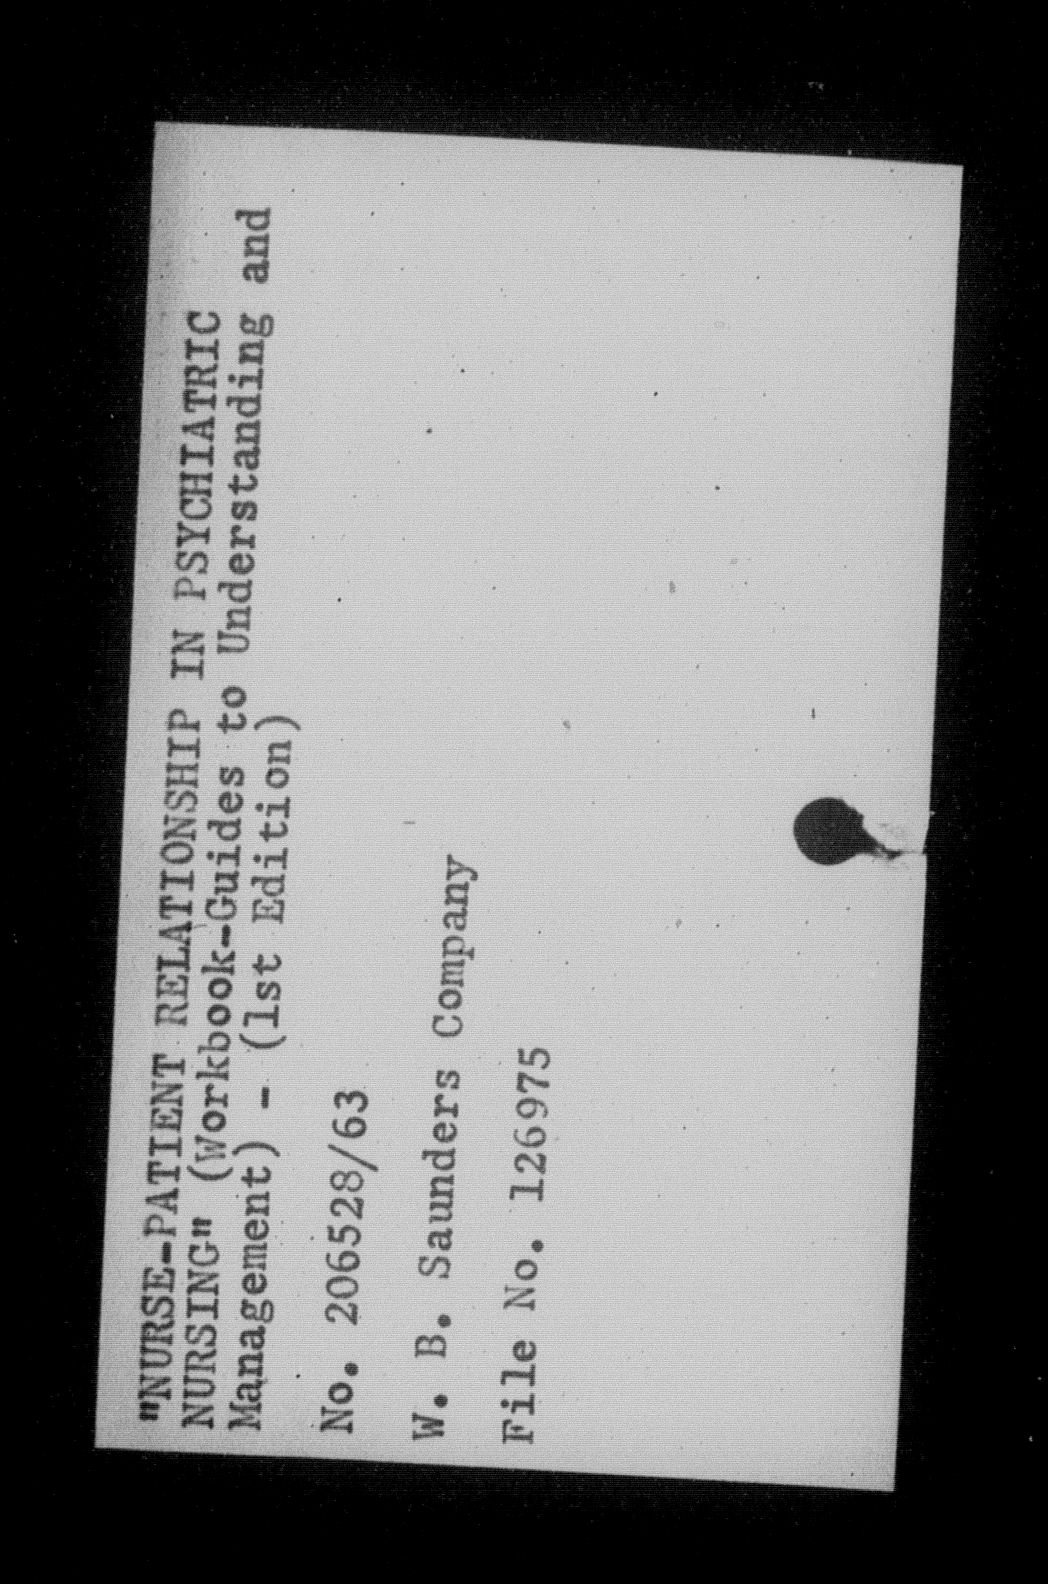 "NURSE-PATIENT RELATIONSHIP IN PSYCHIATRIC
NURSING" (Workbook-Guides to Understanding and
Management) - (1st Edition)
No. 206528/63
W. B. Saunders Company
File No. 126975